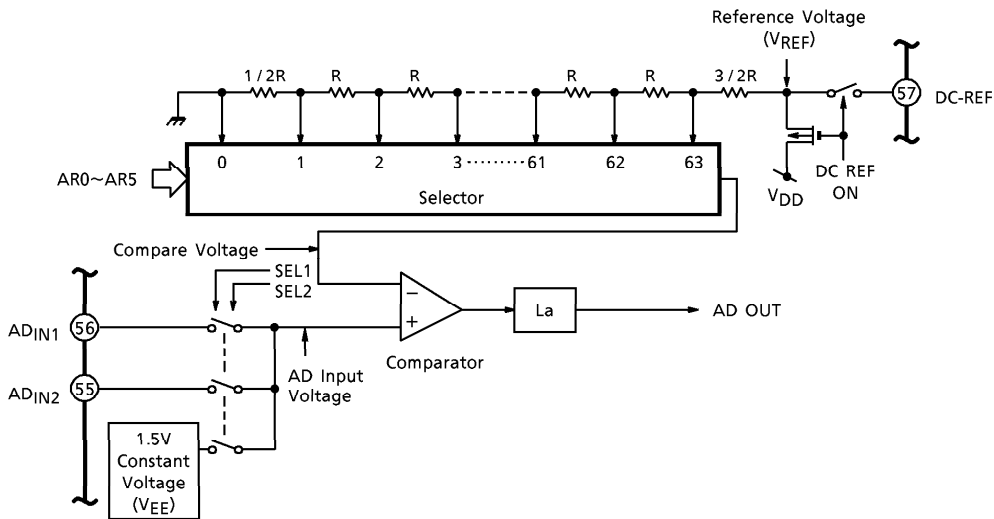 Reference Voltage
(VREF)
1 / 2R
R
R
R
R
3 / 2R
57
DC-REF
0
1
2
3·········61
62
63
AR0~AR5
Selector
VDD
DC REF
ON
Compare Voltage
SEL1
SEL2
ADIN1
56
−
+
Comparator
La
AD OUT
AD Input
Voltage
ADIN2
55
1.5V
Constant
Voltage
(VEE)